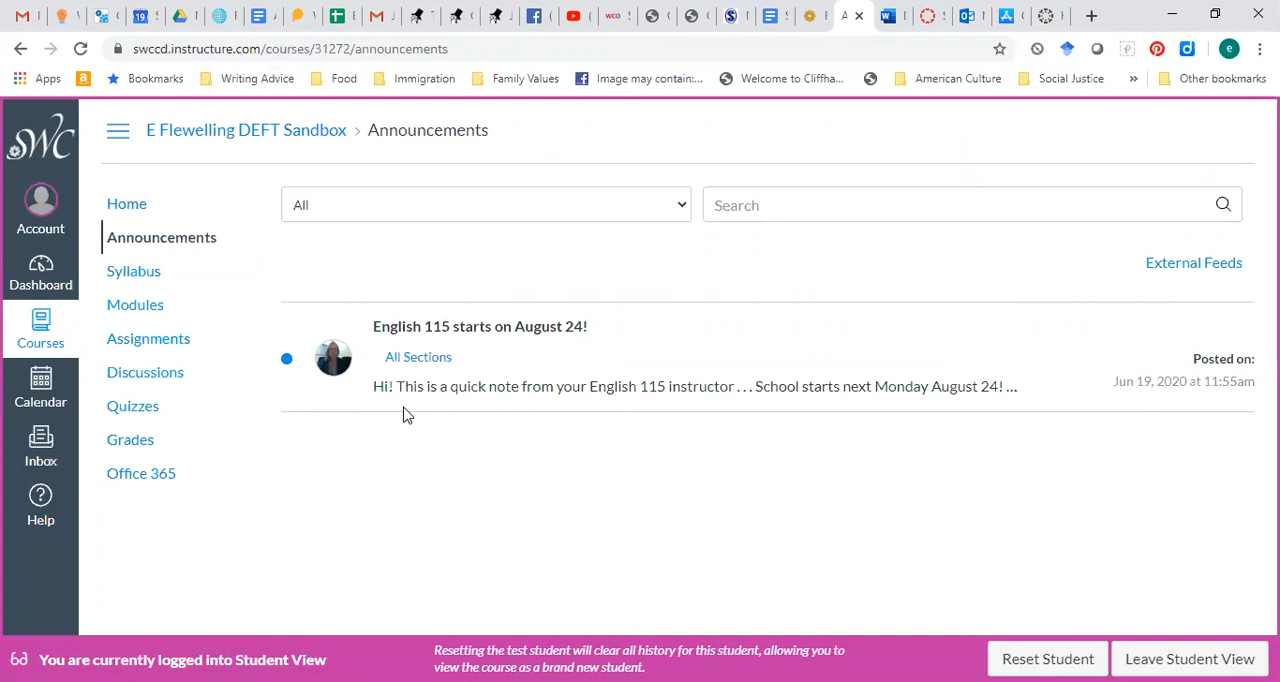 swccd.instructure.com/courses/31272/announcements
Apps Bookmarks Writing Advice Food Immigration Family Values Image may contain:... Welcome to Cliffha... American Culture Social Justice » Other bookmarks
SWC
E Flewelling DEFT Sandbox > Announcements
Account
Dashboard
Courses
Calendar
Inbox
Help
Home
Announcements
Syllabus
Modules
Assignments
Discussions
Quizzes
Grades
Office 365
All
Search
External Feeds
English 115 starts on August 24!
All Sections
Hi! This is a quick note from your English 115 instructor . . . School starts next Monday August 24! ...
Posted on:
Jun 19, 2020 at 11:55am
You are currently logged into Student View
Resetting the test student will clear all history for this student, allowing you to
view the course as a brand new student.
Reset Student
Leave Student View